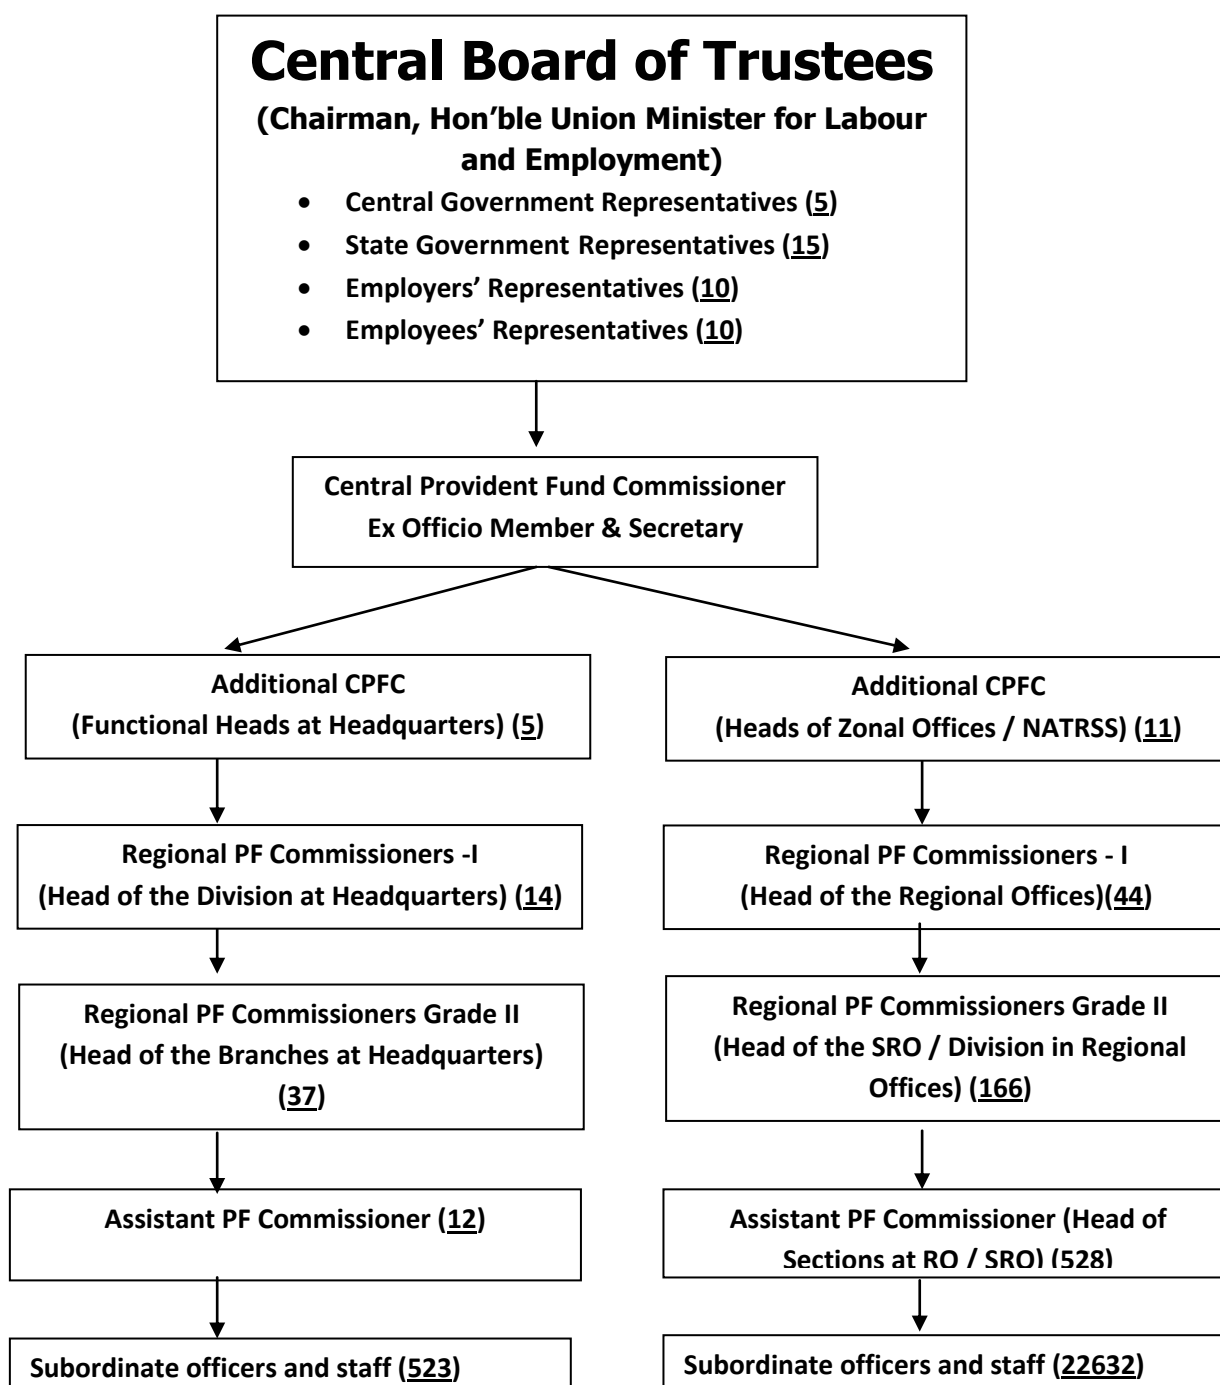 Central Board of Trustees
(Chairman, Hon’ble Union Minister for Labour
and Employment)
• Central Government Representatives (5)
• State Government Representatives (15)
• Employers’ Representatives (10)
• Employees’ Representatives (10)
Central Provident Fund Commissioner
Ex Officio Member & Secretary
Additional CPFC
(Functional Heads at Headquarters) (5)
Additional CPFC
(Heads of Zonal Offices / NATRSS) (11)
Regional PF Commissioners -I
(Head of the Division at Headquarters) (14)
Regional PF Commissioners - I
(Head of the Regional Offices)(44)
Regional PF Commissioners Grade II
(Head of the Branches at Headquarters)
(37)
Regional PF Commissioners Grade II
(Head of the SRO / Division in Regional
Offices) (166)
Assistant PF Commissioner (12)
Assistant PF Commissioner (Head of
Sections at RO / SRO) (528)
Subordinate officers and staff (523)
Subordinate officers and staff (22632)